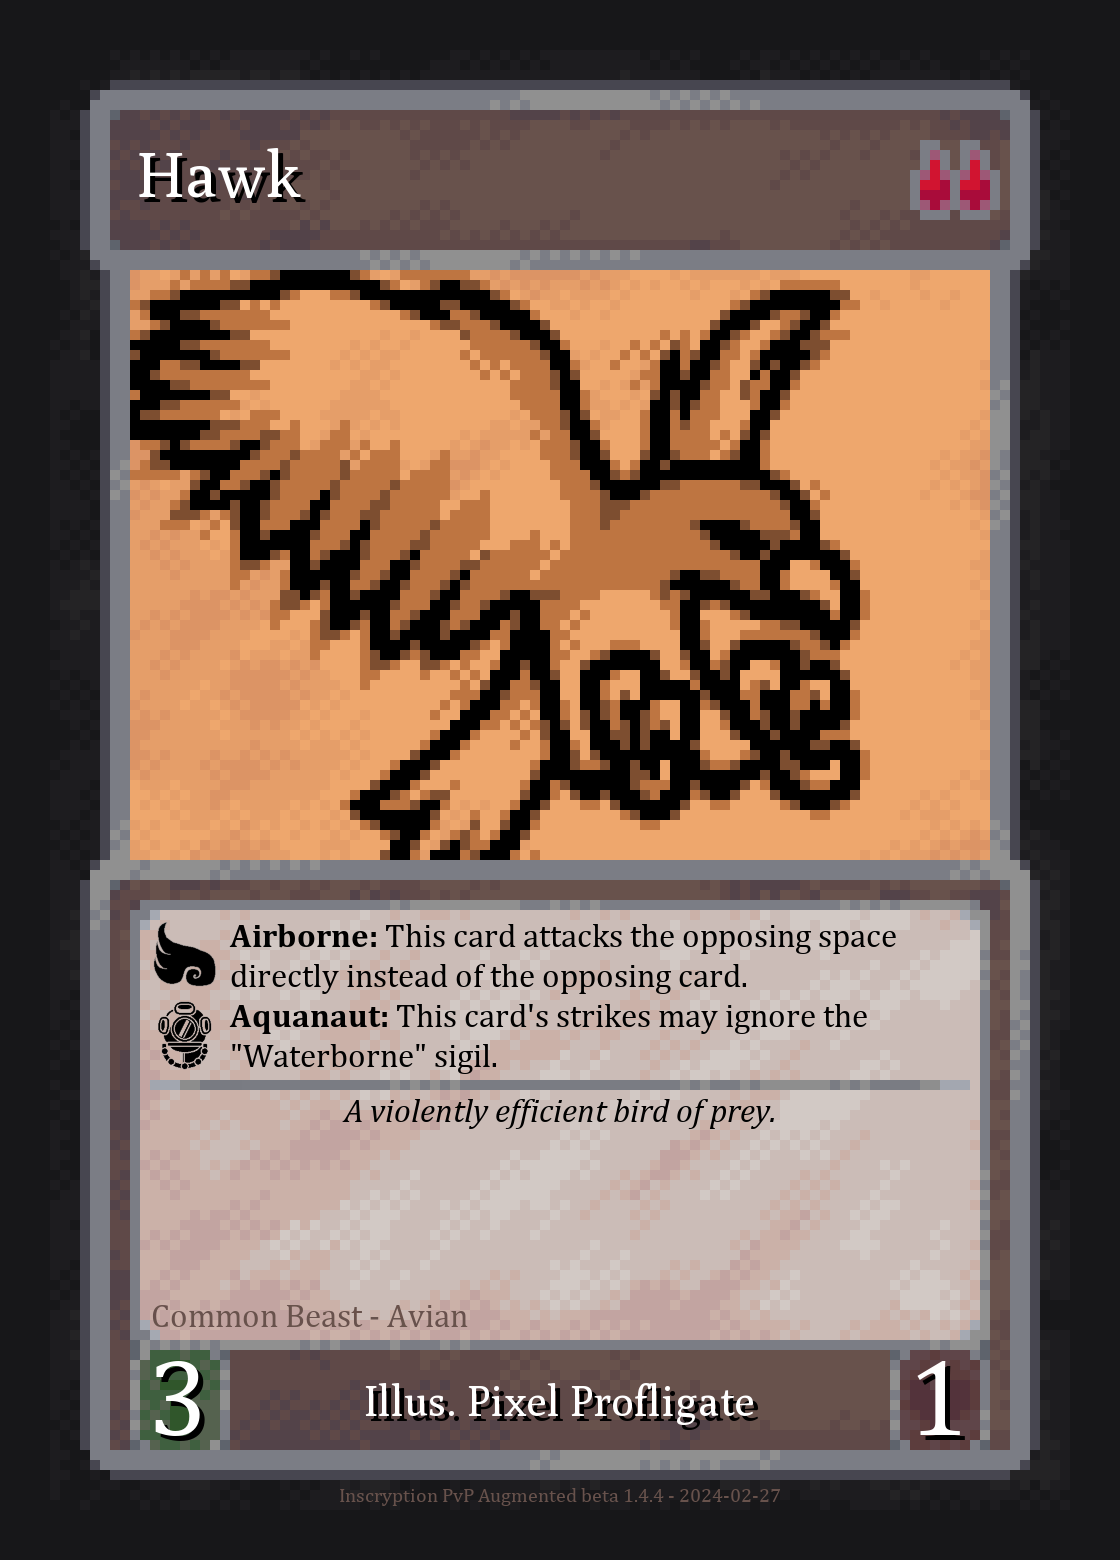 Hawk
Airborne: This card attacks the opposing space
directly instead of the opposing card.
Aquanaut: This card's strikes may ignore the
"Waterborne" sigil.
A violently efficient bird of prey.
Common Beast - Avian
3
Illus. Pixel Profligate
1
Inscryption PvP Augmented beta 1.4.4 - 2024-02-27